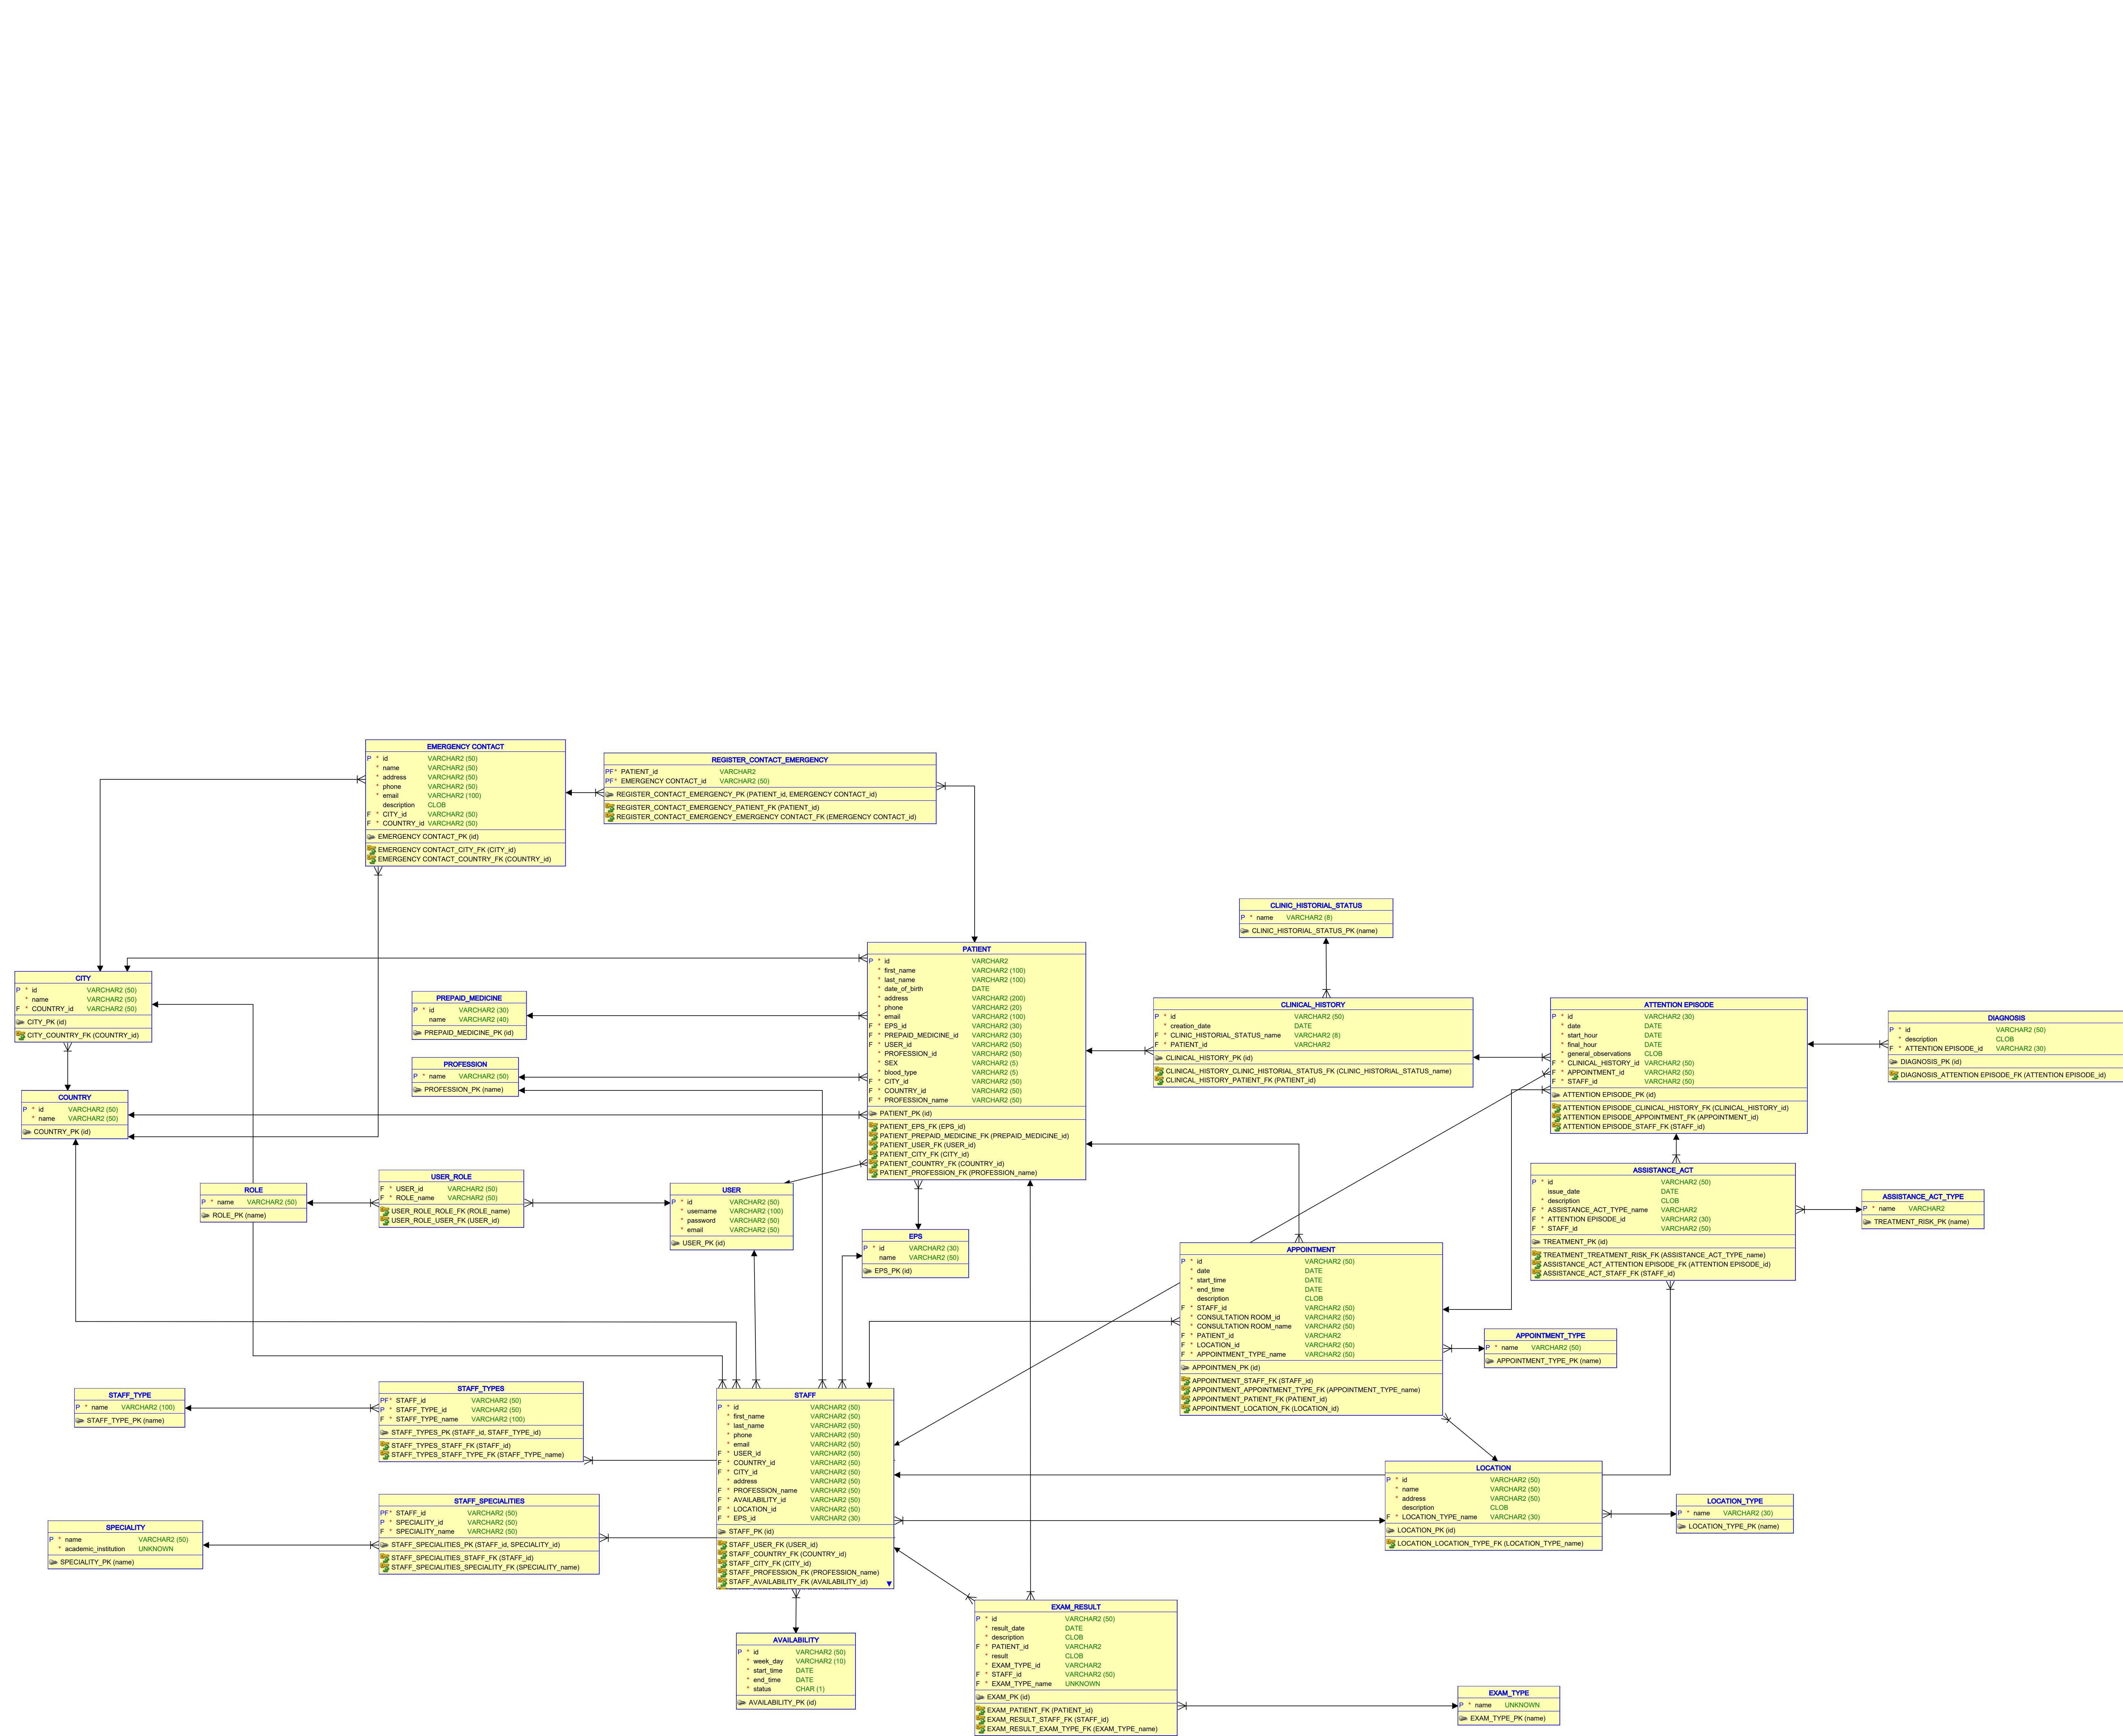 EMERGENCY CONTACT
P * id VARCHAR2 (50)
* name VARCHAR2 (50)
* address VARCHAR2 (50)
* phone VARCHAR2 (50)
* email VARCHAR2 (100)
description CLOB
F * CITY_id VARCHAR2 (50)
F * COUNTRY_id VARCHAR2 (50)
EMERGENCY CONTACT_PK (id)
EMERGENCY CONTACT_CITY_FK (CITY_id)
EMERGENCY CONTACT_COUNTRY_FK (COUNTRY_id)
REGISTER_CONTACT_EMERGENCY
PF* PATIENT_id VARCHAR2
PF* EMERGENCY CONTACT_id VARCHAR2 (50)
REGISTER_CONTACT_EMERGENCY_PK (PATIENT_id, EMERGENCY CONTACT_id)
REGISTER_CONTACT_EMERGENCY_PATIENT_FK (PATIENT_id)
REGISTER_CONTACT_EMERGENCY_EMERGENCY CONTACT_FK (EMERGENCY CONTACT_id)
CLINIC_HISTORIAL_STATUS
P * name VARCHAR2 (8)
CLINIC_HISTORIAL_STATUS_PK (name)
CITY
P * id VARCHAR2 (50)
* name VARCHAR2 (50)
F * COUNTRY_id VARCHAR2 (50)
CITY_PK (id)
CITY_COUNTRY_FK (COUNTRY_id)
PREPAID_MEDICINE
P * id VARCHAR2 (30)
name VARCHAR2 (40)
PREPAID_MEDICINE_PK (id)
PROFESSION
P * name VARCHAR2 (50)
PROFESSION_PK (name)
PATIENT
P * id VARCHAR2
* first_name VARCHAR2 (100)
* last_name VARCHAR2 (100)
* date_of_birth DATE
* address VARCHAR2 (200)
* phone VARCHAR2 (20)
* email VARCHAR2 (100)
F * EPS_id VARCHAR2 (30)
F * PREPAID_MEDICINE_id VARCHAR2 (30)
F * USER_id VARCHAR2 (50)
* PROFESSION_id VARCHAR2 (50)
* SEX VARCHAR2 (5)
* blood_type VARCHAR2 (5)
F * CITY_id VARCHAR2 (50)
F * COUNTRY_id VARCHAR2 (50)
F * PROFESSION_name VARCHAR2 (50)
PATIENT_PK (id)
PATIENT_EPS_FK (EPS_id)
PATIENT_PREPAID_MEDICINE_FK (PREPAID_MEDICINE_id)
PATIENT_USER_FK (USER_id)
PATIENT_CITY_FK (CITY_id)
PATIENT_COUNTRY_FK (COUNTRY_id)
PATIENT_PROFESSION_FK (PROFESSION_name)
CLINICAL_HISTORY
P * id VARCHAR2 (50)
* creation_date DATE
F * CLINIC_HISTORIAL_STATUS_name VARCHAR2 (8)
F * PATIENT_id VARCHAR2
CLINICAL_HISTORY_PK (id)
CLINICAL_HISTORY_CLINIC_HISTORIAL_STATUS_FK (CLINIC_HISTORIAL_STATUS_name)
CLINICAL_HISTORY_PATIENT_FK (PATIENT_id)
ATTENTION EPISODE
P * id VARCHAR2 (30)
* date DATE
* start_hour DATE
* final_hour DATE
* general_observations CLOB
F * CLINICAL_HISTORY_id VARCHAR2 (50)
F * APPOINTMENT_id VARCHAR2 (50)
F * STAFF_id VARCHAR2 (50)
ATTENTION EPISODE_PK (id)
ATTENTION EPISODE_CLINICAL_HISTORY_FK (CLINICAL_HISTORY_id)
ATTENTION EPISODE_APPOINTMENT_FK (APPOINTMENT_id)
ATTENTION EPISODE_STAFF_FK (STAFF_id)
DIAGNOSIS
P * id VARCHAR2 (50)
* description CLOB
F * ATTENTION EPISODE_id VARCHAR2 (30)
DIAGNOSIS_PK (id)
DIAGNOSIS_ATTENTION EPISODE_FK (ATTENTION EPISODE_id)
COUNTRY
P * id VARCHAR2 (50)
* name VARCHAR2 (50)
COUNTRY_PK (id)
ROLE
P * name VARCHAR2 (50)
ROLE_PK (name)
USER_ROLE
F * USER_id VARCHAR2 (50)
F * ROLE_name VARCHAR2 (50)
USER_ROLE_ROLE_FK (ROLE_name)
USER_ROLE_USER_FK (USER_id)
USER
P * id VARCHAR2 (50)
* username VARCHAR2 (100)
* password VARCHAR2 (50)
* email VARCHAR2 (50)
USER_PK (id)
EPS
P * id VARCHAR2 (30)
name VARCHAR2 (50)
EPS_PK (id)
ASSISTANCE_ACT
P * id VARCHAR2 (50)
issue_date DATE
* description CLOB
F * ASSISTANCE_ACT_TYPE_name VARCHAR2
F * ATTENTION EPISODE_id VARCHAR2 (30)
F * STAFF_id VARCHAR2 (50)
TREATMENT_PK (id)
TREATMENT_TREATMENT_RISK_FK (ASSISTANCE_ACT_TYPE_name)
ASSISTANCE_ACT_ATTENTION EPISODE_FK (ATTENTION EPISODE_id)
ASSISTANCE_ACT_STAFF_FK (STAFF_id)
ASSISTANCE_ACT_TYPE
P * name VARCHAR2
TREATMENT_RISK_PK (name)
APPOINTMENT
P * id VARCHAR2 (50)
* date DATE
* start_time DATE
* end_time DATE
description CLOB
F * STAFF_id VARCHAR2 (50)
* CONSULTATION ROOM_id VARCHAR2 (50)
* CONSULTATION ROOM_name VARCHAR2 (50)
F * PATIENT_id VARCHAR2
F * LOCATION_id VARCHAR2 (50)
F * APPOINTMENT_TYPE_name VARCHAR2 (50)
APPOINTMEN_PK (id)
APPOINTMENT_STAFF_FK (STAFF_id)
APPOINTMENT_APPOINTMENT_TYPE_FK (APPOINTMENT_TYPE_name)
APPOINTMENT_PATIENT_FK (PATIENT_id)
APPOINTMENT_LOCATION_FK (LOCATION_id)
APPOINTMENT_TYPE
P * name VARCHAR2 (50)
APPOINTMENT_TYPE_PK (name)
STAFF_TYPE
P * name VARCHAR2 (100)
STAFF_TYPE_PK (name)
STAFF_TYPES
PF* STAFF_id VARCHAR2 (50)
P * STAFF_TYPE_id VARCHAR2 (50)
F * STAFF_TYPE_name VARCHAR2 (100)
STAFF_TYPES_PK (STAFF_id, STAFF_TYPE_id)
STAFF_TYPES_STAFF_FK (STAFF_id)
STAFF_TYPES_STAFF_TYPE_FK (STAFF_TYPE_name)
STAFF
P * id VARCHAR2 (50)
* first_name VARCHAR2 (50)
* last_name VARCHAR2 (50)
* phone VARCHAR2 (50)
* email VARCHAR2 (50)
F * USER_id VARCHAR2 (50)
F * COUNTRY_id VARCHAR2 (50)
F * CITY_id VARCHAR2 (50)
* address VARCHAR2 (50)
F * PROFESSION_name VARCHAR2 (50)
F * AVAILABILITY_id VARCHAR2 (50)
F * LOCATION_id VARCHAR2 (50)
F * EPS_id VARCHAR2 (30)
STAFF_PK (id)
STAFF_USER_FK (USER_id)
STAFF_COUNTRY_FK (COUNTRY_id)
STAFF_CITY_FK (CITY_id)
STAFF_PROFESSION_FK (PROFESSION_name)
STAFF_AVAILABILITY_FK (AVAILABILITY_id)
SPECIALITY
P * name VARCHAR2 (50)
* academic_institution UNKNOWN
SPECIALITY_PK (name)
STAFF_SPECIALITIES
PF* STAFF_id VARCHAR2 (50)
P * SPECIALITY_id VARCHAR2 (50)
F * SPECIALITY_name VARCHAR2 (50)
STAFF_SPECIALITIES_PK (STAFF_id, SPECIALITY_id)
STAFF_SPECIALITIES_STAFF_FK (STAFF_id)
STAFF_SPECIALITIES_SPECIALITY_FK (SPECIALITY_name)
LOCATION
P * id VARCHAR2 (50)
* name VARCHAR2 (50)
* address VARCHAR2 (50)
description CLOB
F * LOCATION_TYPE_name VARCHAR2 (30)
LOCATION_PK (id)
LOCATION_LOCATION_TYPE_FK (LOCATION_TYPE_name)
LOCATION_TYPE
P * name VARCHAR2 (30)
LOCATION_TYPE_PK (name)
AVAILABILITY
P * id VARCHAR2 (50)
* week_day VARCHAR2 (10)
* start_time DATE
* end_time DATE
* status CHAR (1)
AVAILABILITY_PK (id)
EXAM_RESULT
P * id VARCHAR2 (50)
* result_date DATE
* description CLOB
F * PATIENT_id VARCHAR2
* result CLOB
* EXAM_TYPE_id VARCHAR2
F * STAFF_id VARCHAR2 (50)
F * EXAM_TYPE_name UNKNOWN
EXAM_PK (id)
EXAM_PATIENT_FK (PATIENT_id)
EXAM_RESULT_STAFF_FK (STAFF_id)
EXAM_RESULT_EXAM_TYPE_FK (EXAM_TYPE_name)
EXAM_TYPE
P * name UNKNOWN
EXAM_TYPE_PK (name)